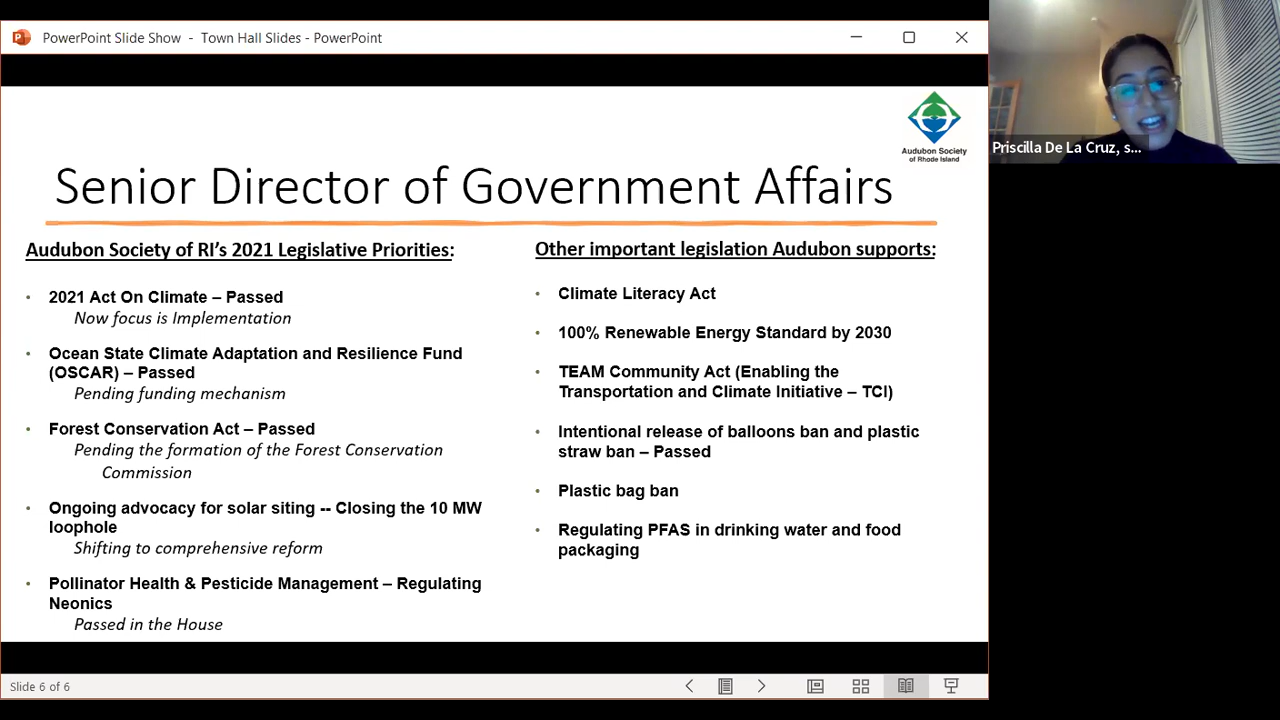 PowerPoint Slide Show - Town Hall Slides - PowerPoint
Audubon Society
of Rhode Island
Priscilla De La Cruz, s...
Senior Director of Government Affairs
Audubon Society of RI's 2021 Legislative Priorities:
• 2021 Act On Climate – Passed
Now focus is Implementation
• Ocean State Climate Adaptation and Resilience Fund
(OSCAR) – Passed
Pending funding mechanism
• Forest Conservation Act – Passed
Pending the formation of the Forest Conservation
Commission
• Ongoing advocacy for solar siting -- Closing the 10 MW
loophole
Shifting to comprehensive reform
• Pollinator Health & Pesticide Management – Regulating
Neonics
Passed in the House
Other important legislation Audubon supports:
• Climate Literacy Act
• 100% Renewable Energy Standard by 2030
• TEAM Community Act (Enabling the
Transportation and Climate Initiative – TCI)
• Intentional release of balloons ban and plastic
straw ban – Passed
• Plastic bag ban
• Regulating PFAS in drinking water and food
packaging
Slide 6 of 6